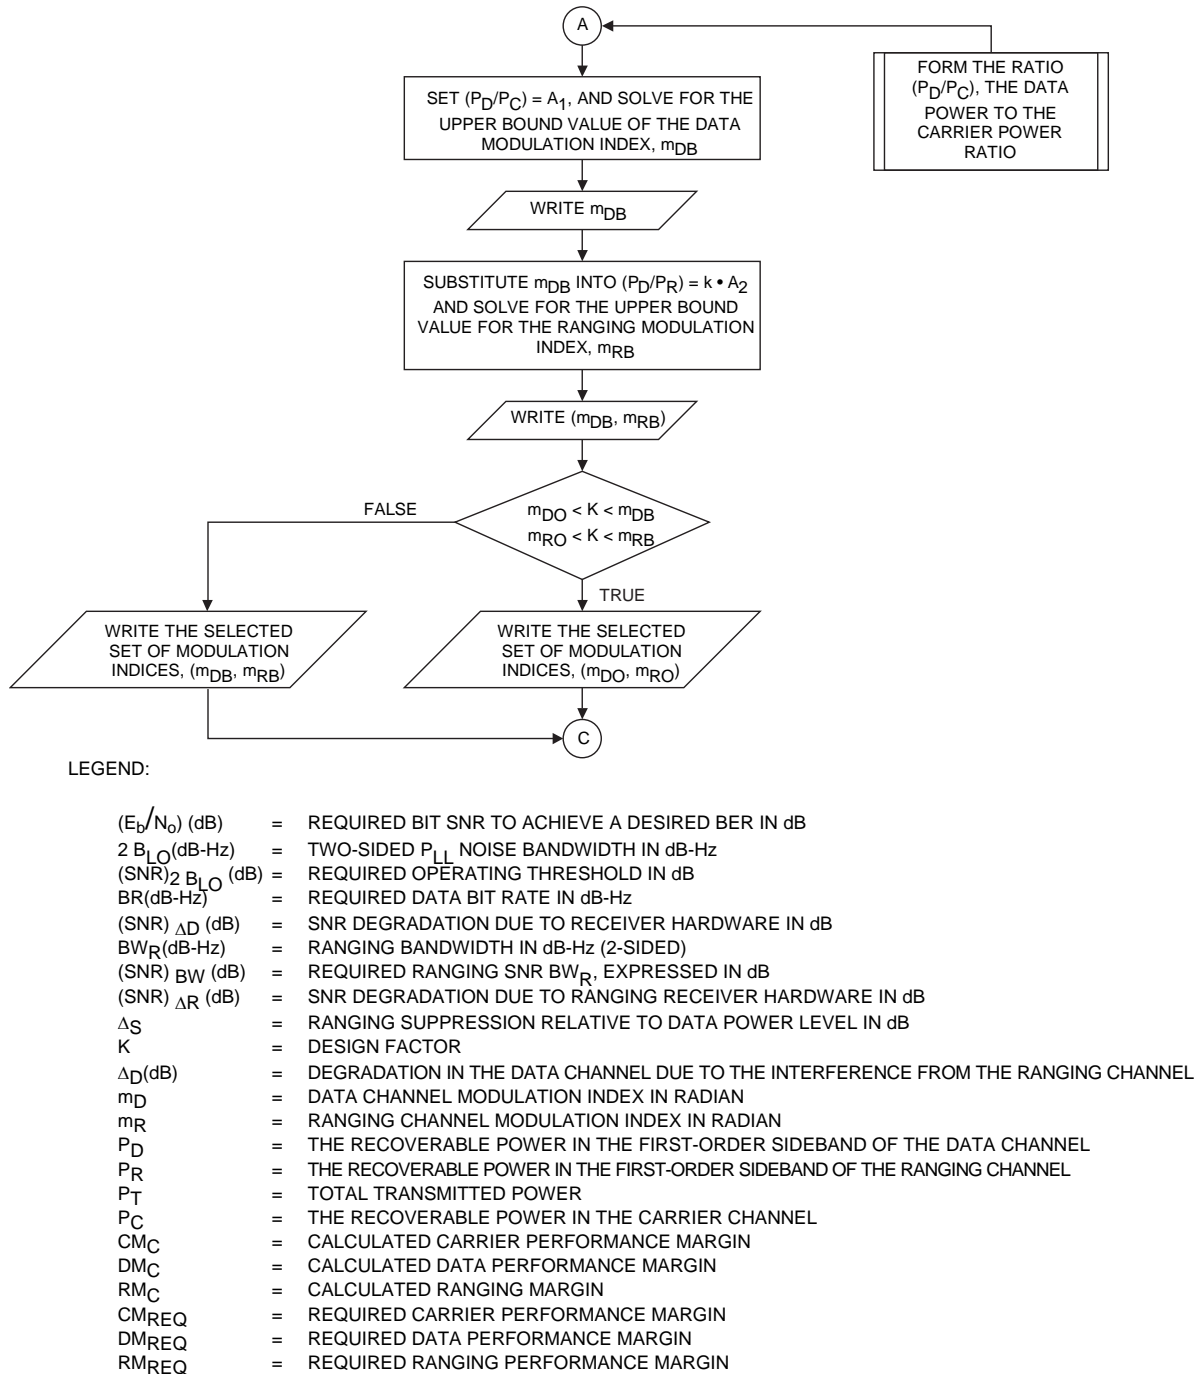 A
FORM THE RATIO
(PD/PC), THE DATA
POWER TO THE
CARRIER POWER
RATIO
SET (PD/PC) = A1, AND SOLVE FOR THE
UPPER BOUND VALUE OF THE DATA
MODULATION INDEX, mDB
WRITE mDB
SUBSTITUTE mDB INTO (PD/PR) = k • A2
AND SOLVE FOR THE UPPER BOUND
VALUE FOR THE RANGING MODULATION
INDEX, mRB
WRITE (mDB, mRB)
FALSE
mDO < K < mDB
mRO < K < mRB
TRUE
WRITE THE SELECTED
SET OF MODULATION
INDICES, (mDB, mRB)
WRITE THE SELECTED
SET OF MODULATION
INDICES, (mDO, mRO)
C
LEGEND:
(Eb/No) (dB) = REQUIRED BIT SNR TO ACHIEVE A DESIRED BER IN dB
2 BLO(dB-Hz) = TWO-SIDED PLL NOISE BANDWIDTH IN dB-Hz
(SNR)2 BLO (dB) = REQUIRED OPERATING THRESHOLD IN dB
BR(dB-Hz) = REQUIRED DATA BIT RATE IN dB-Hz
(SNR) ΔD (dB) = SNR DEGRADATION DUE TO RECEIVER HARDWARE IN dB
BWR(dB-Hz) = RANGING BANDWIDTH IN dB-Hz (2-SIDED)
(SNR) BW (dB) = REQUIRED RANGING SNR BWR, EXPRESSED IN dB
(SNR) ΔR (dB) = SNR DEGRADATION DUE TO RANGING RECEIVER HARDWARE IN dB
ΔS = RANGING SUPPRESSION RELATIVE TO DATA POWER LEVEL IN dB
K = DESIGN FACTOR
ΔD(dB) = DEGRADATION IN THE DATA CHANNEL DUE TO THE INTERFERENCE FROM THE RANGING CHANNEL
mD = DATA CHANNEL MODULATION INDEX IN RADIAN
mR = RANGING CHANNEL MODULATION INDEX IN RADIAN
PD = THE RECOVERABLE POWER IN THE FIRST-ORDER SIDEBAND OF THE DATA CHANNEL
PR = THE RECOVERABLE POWER IN THE FIRST-ORDER SIDEBAND OF THE RANGING CHANNEL
PT = TOTAL TRANSMITTED POWER
PC = THE RECOVERABLE POWER IN THE CARRIER CHANNEL
CMC = CALCULATED CARRIER PERFORMANCE MARGIN
DMC = CALCULATED DATA PERFORMANCE MARGIN
RMC = CALCULATED RANGING MARGIN
CMREQ = REQUIRED CARRIER PERFORMANCE MARGIN
DMREQ = REQUIRED DATA PERFORMANCE MARGIN
RMREQ = REQUIRED RANGING PERFORMANCE MARGIN